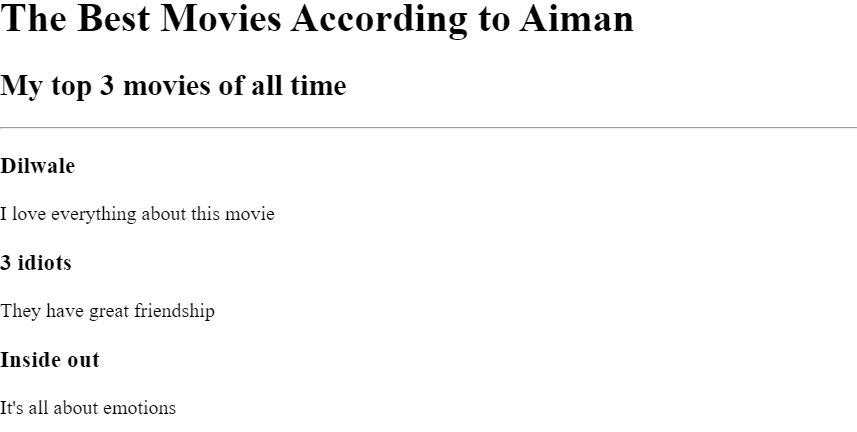 The Best Movies According to Aiman
My top 3 movies of all time
Dilwale
I love everything about this movie
3 idiots
They have great friendship
Inside out
It's all about emotions